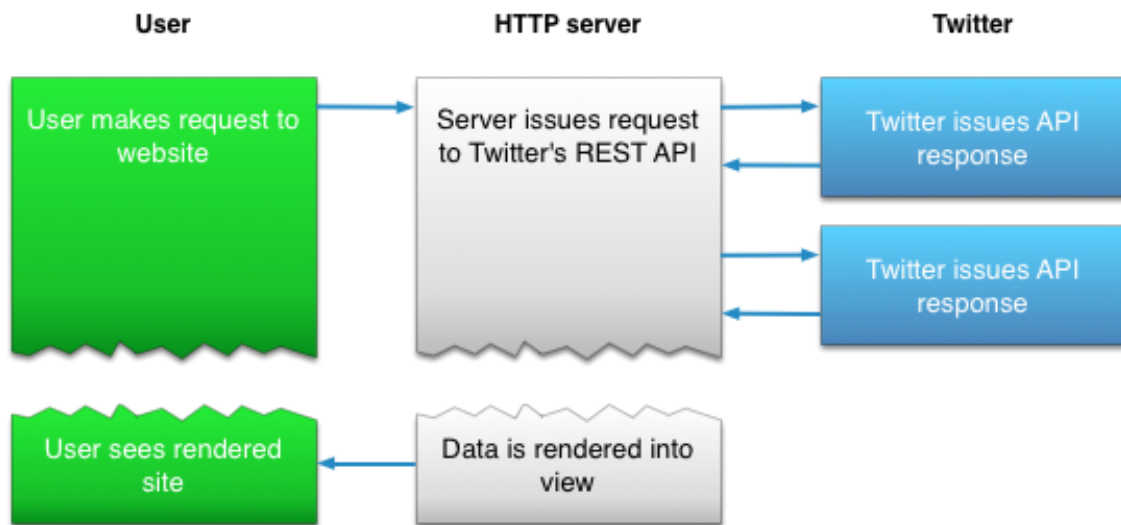 User
HTTP server
Twitter
User makes request to
website
Server issues request
to Twitter's REST API
Twitter issues API
response
Twitter issues API
response
User sees rendered
site
Data is rendered into
view